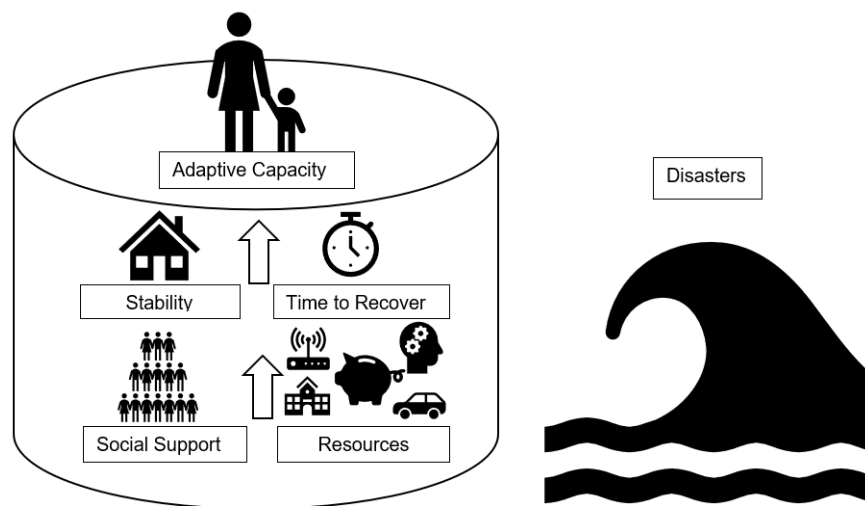 Adaptive Capacity
Disasters
Stability
Time to Recover
Social Support
Resources